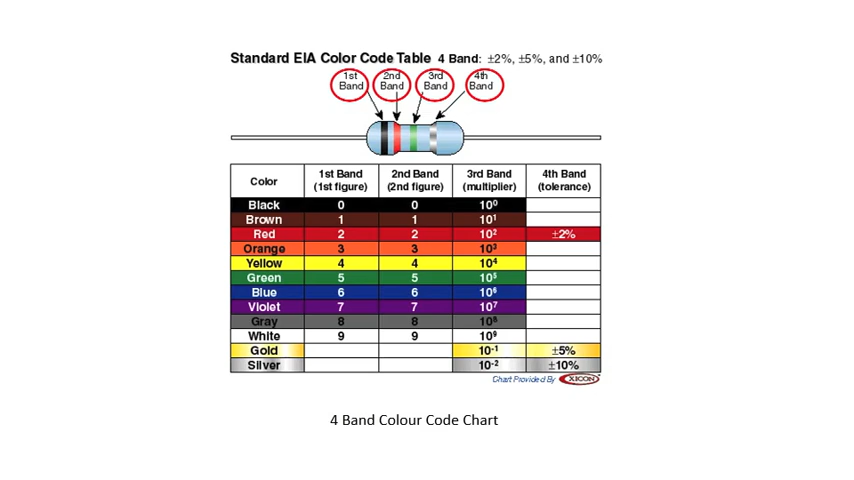 Standard EIA Color Code Table 4 Band: ±2%, ±5%, and ±10%
1st Band
2nd Band
3rd Band
4th Band
Color 1st Band (1st figure) 2nd Band (2nd figure) 3rd Band (multiplier) 4th Band (tolerance)
Black 0 0 10⁰
Brown 1 1 10¹
Red 2 2 10² ±2%
Orange 3 3 10³
Yellow 4 4 10⁴
Green 5 5 10⁵
Blue 6 6 10⁶
Violet 7 7 10⁷
Gray 8 8 10⁸
White 9 9 10⁹
Gold 10⁻¹ ±5%
Silver 10⁻² ±10%
Chart Provided By XICON
4 Band Colour Code Chart